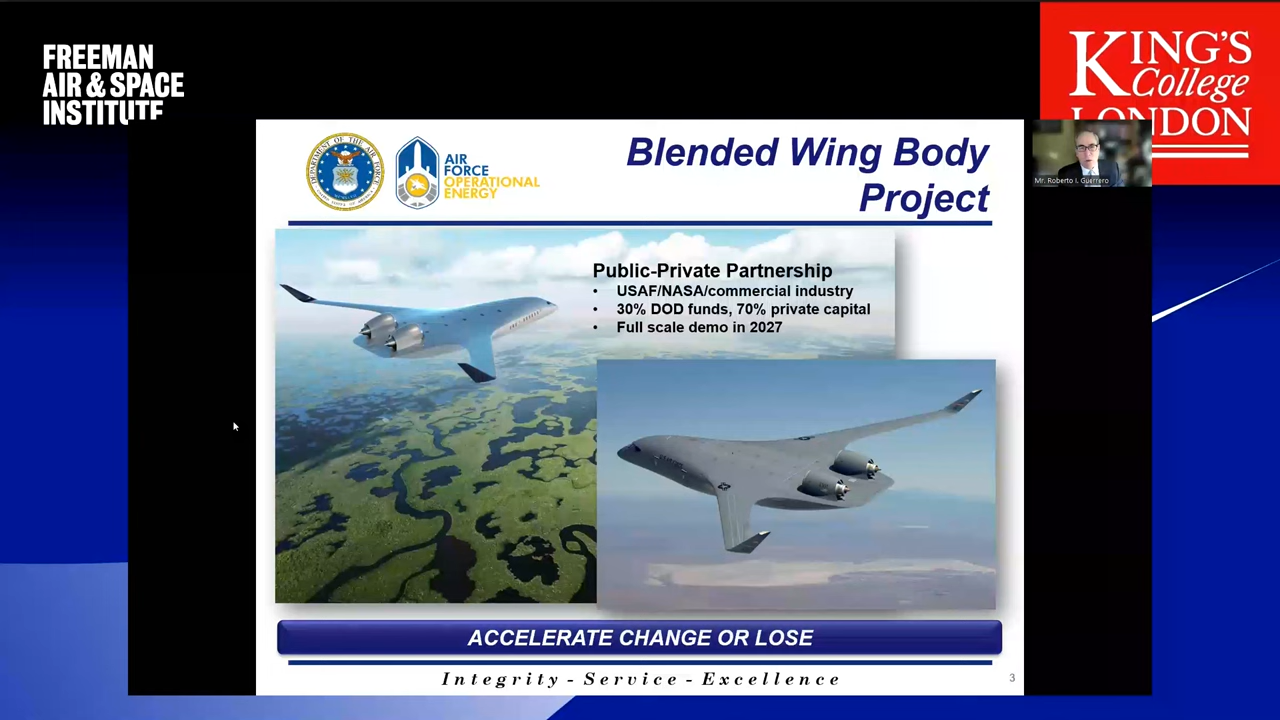 FREEMAN
AIR & SPACE
INSTITUTE
KING'S
College
LONDON
AIR
FORCE
OPERATIONAL
ENERGY
Blended Wing Body
Project
Mr. Roberto I. Guerrero
Public-Private Partnership
• USAF/NASA/commercial industry
• 30% DOD funds, 70% private capital
• Full scale demo in 2027
ACCELERATE CHANGE OR LOSE
Integrity - Service - Excellence
3